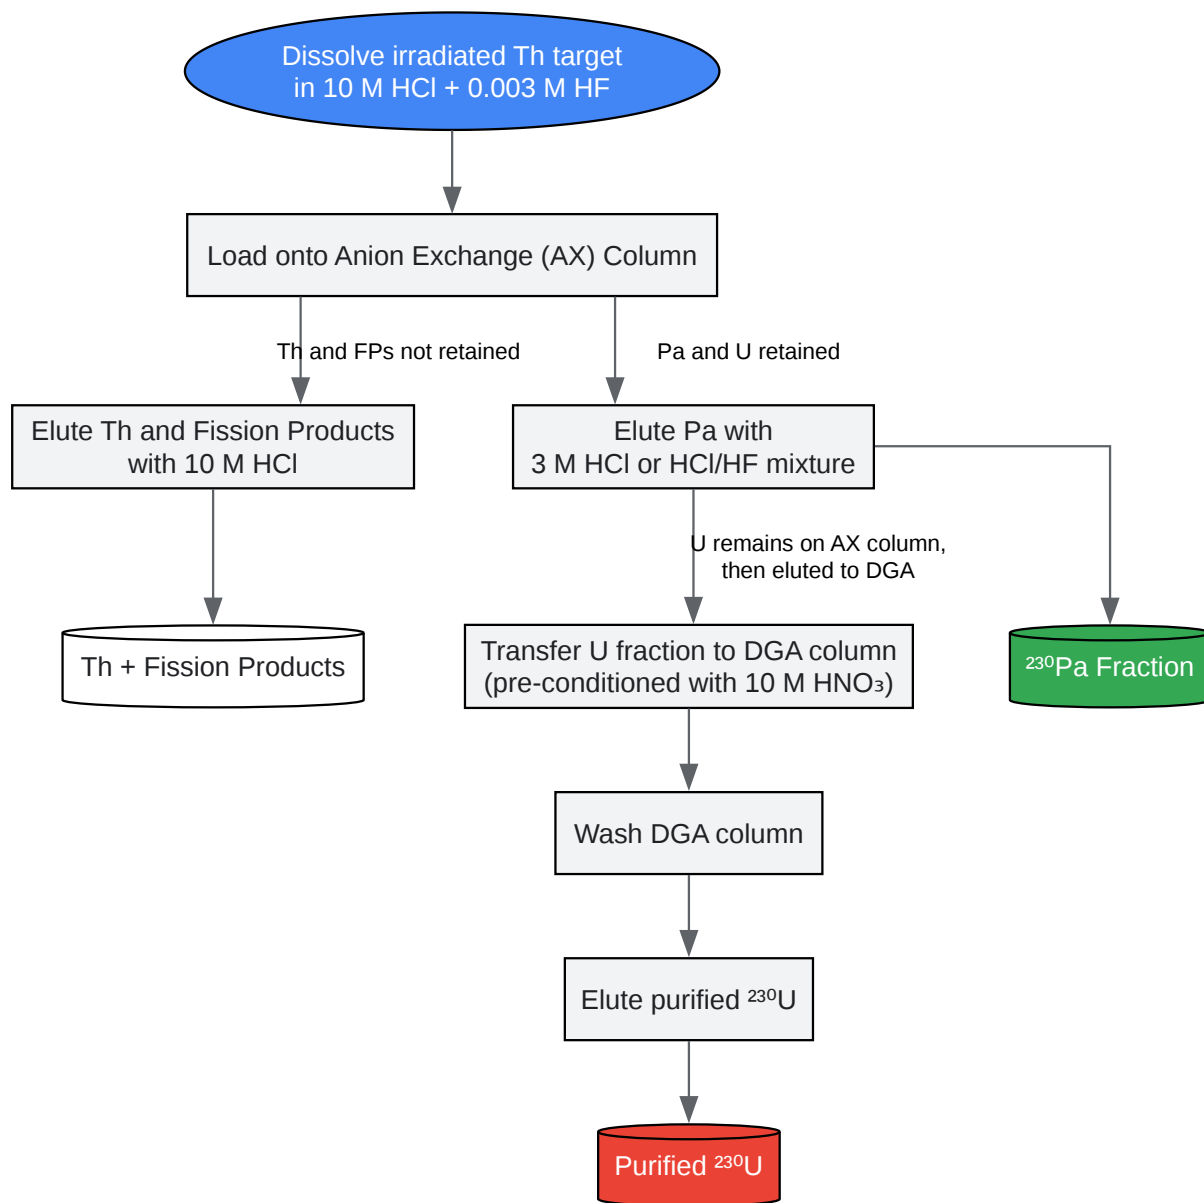 Dissolve irradiated Th target
in 10 M HCl + 0.003 M HF
Load onto Anion Exchange (AX) Column
Th and FPs not retained
Pa and U retained
Elute Th and Fission Products
with 10 M HCl
Elute Pa with
3 M HCl or HCl/HF mixture
U remains on AX column,
then eluted to DGA
Th + Fission Products
Transfer U fraction to DGA column
(pre-conditioned with 10 M HNO₃)
²³⁰Pa Fraction
Wash DGA column
Elute purified ²³⁰U
Purified ²³⁰U